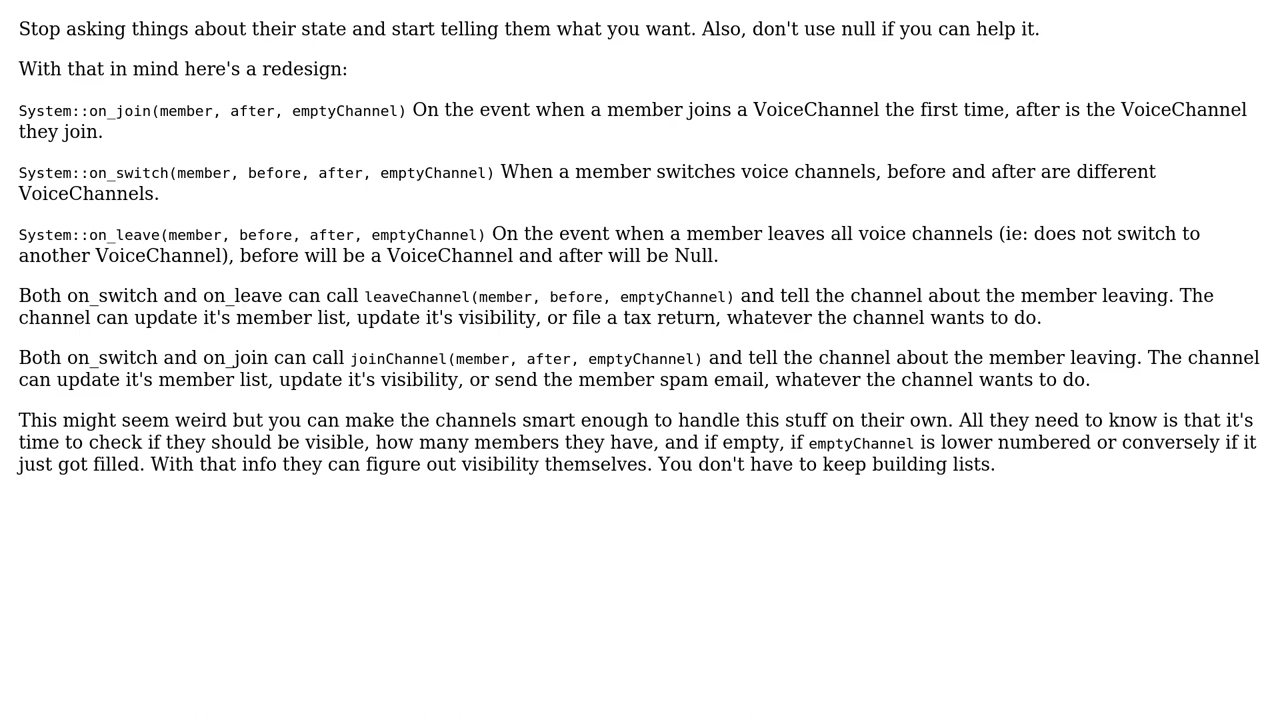 Stop asking things about their state and start telling them what you want. Also, don't use null if you can help it.
With that in mind here's a redesign:
System::on_join(member, after, emptyChannel) On the event when a member joins a VoiceChannel the first time, after is the VoiceChannel
they join.
System::on_switch(member, before, after, emptyChannel) When a member switches voice channels, before and after are different
VoiceChannels.
System::on_leave(member, before, after, emptyChannel) On the event when a member leaves all voice channels (ie: does not switch to
another VoiceChannel), before will be a VoiceChannel and after will be Null.
Both on_switch and on_leave can call leaveChannel(member, before, emptyChannel) and tell the channel about the member leaving. The
channel can update it's member list, update it's visibility, or file a tax return, whatever the channel wants to do.
Both on_switch and on_join can call joinChannel(member, after, emptyChannel) and tell the channel about the member leaving. The channel
can update it's member list, update it's visibility, or send the member spam email, whatever the channel wants to do.
This might seem weird but you can make the channels smart enough to handle this stuff on their own. All they need to know is that it's
time to check if they should be visible, how many members they have, and if empty, if emptyChannel is lower numbered or conversely if it
just got filled. With that info they can figure out visibility themselves. You don't have to keep building lists.